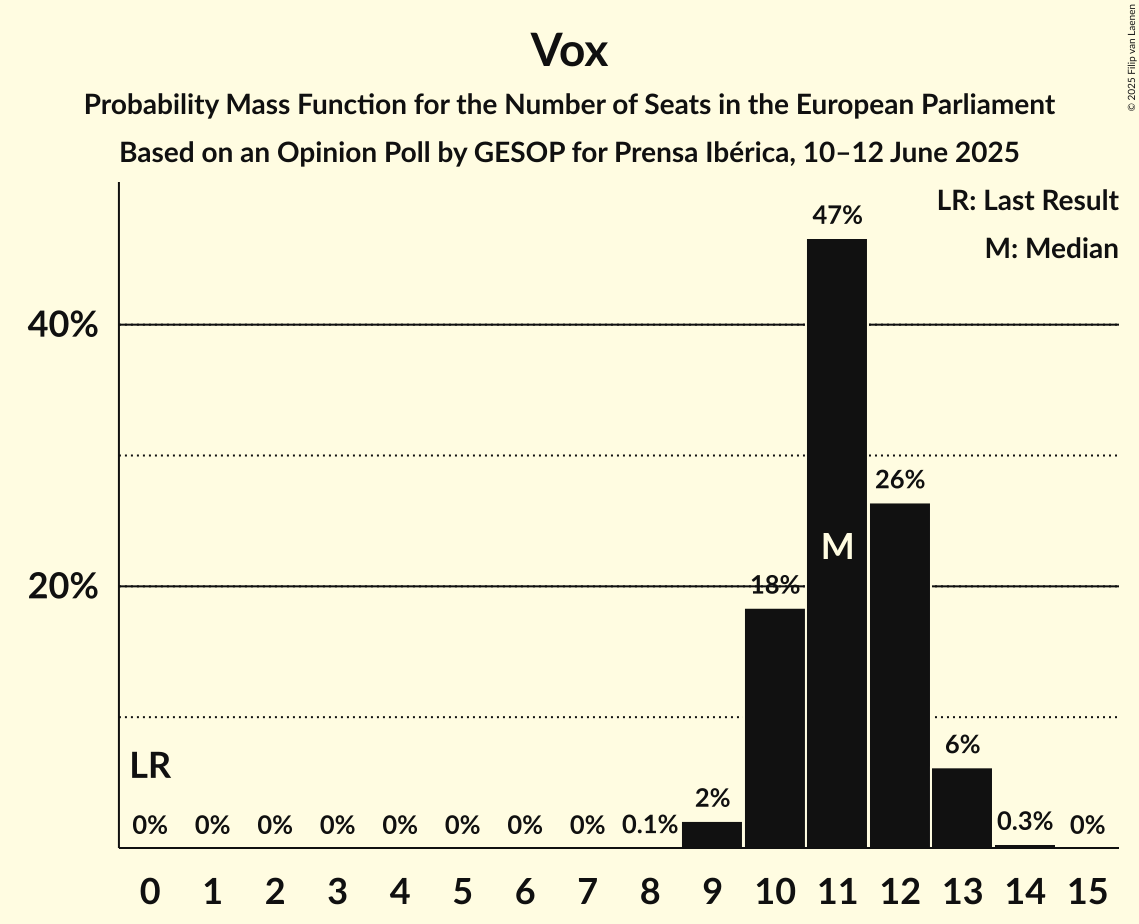 Vox
Probability Mass Function for the Number of Seats in the European Parliament
Based on an Opinion Poll by GESOP for Prensa Ibérica, 10–12 June 2025
© 2025 Filip van Laenen
LR: Last Result
M: Median
40%
20%
LR
M
0% 0% 0% 0% 0% 0% 0% 0% 0.1% 2% 18% 47% 26% 6% 0.3% 0%
0 1 2 3 4 5 6 7 8 9 10 11 12 13 14 15